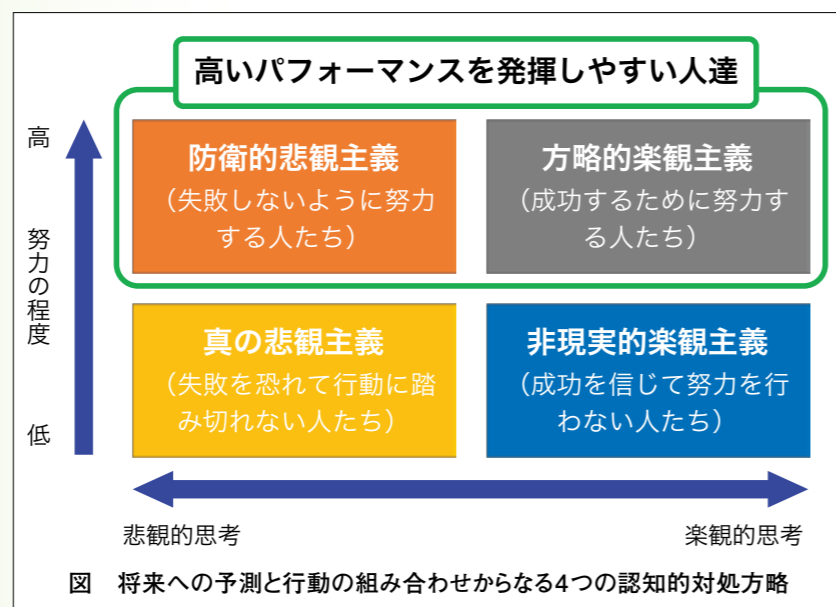 高いパフォーマンスを発揮しやすい人達
高
努力の程度
低
防衛的悲観主義
（失敗しないように努力
する人たち）
方略的楽観主義
（成功するために努力す
る人たち）
真の悲観主義
（失敗を恐れて行動に踏
み切れない人たち）
非現実的楽観主義
（成功を信じて努力を行
わない人たち）
悲観的思考
楽観的思考
図　将来への予測と行動の組み合わせからなる4つの認知的対処方略